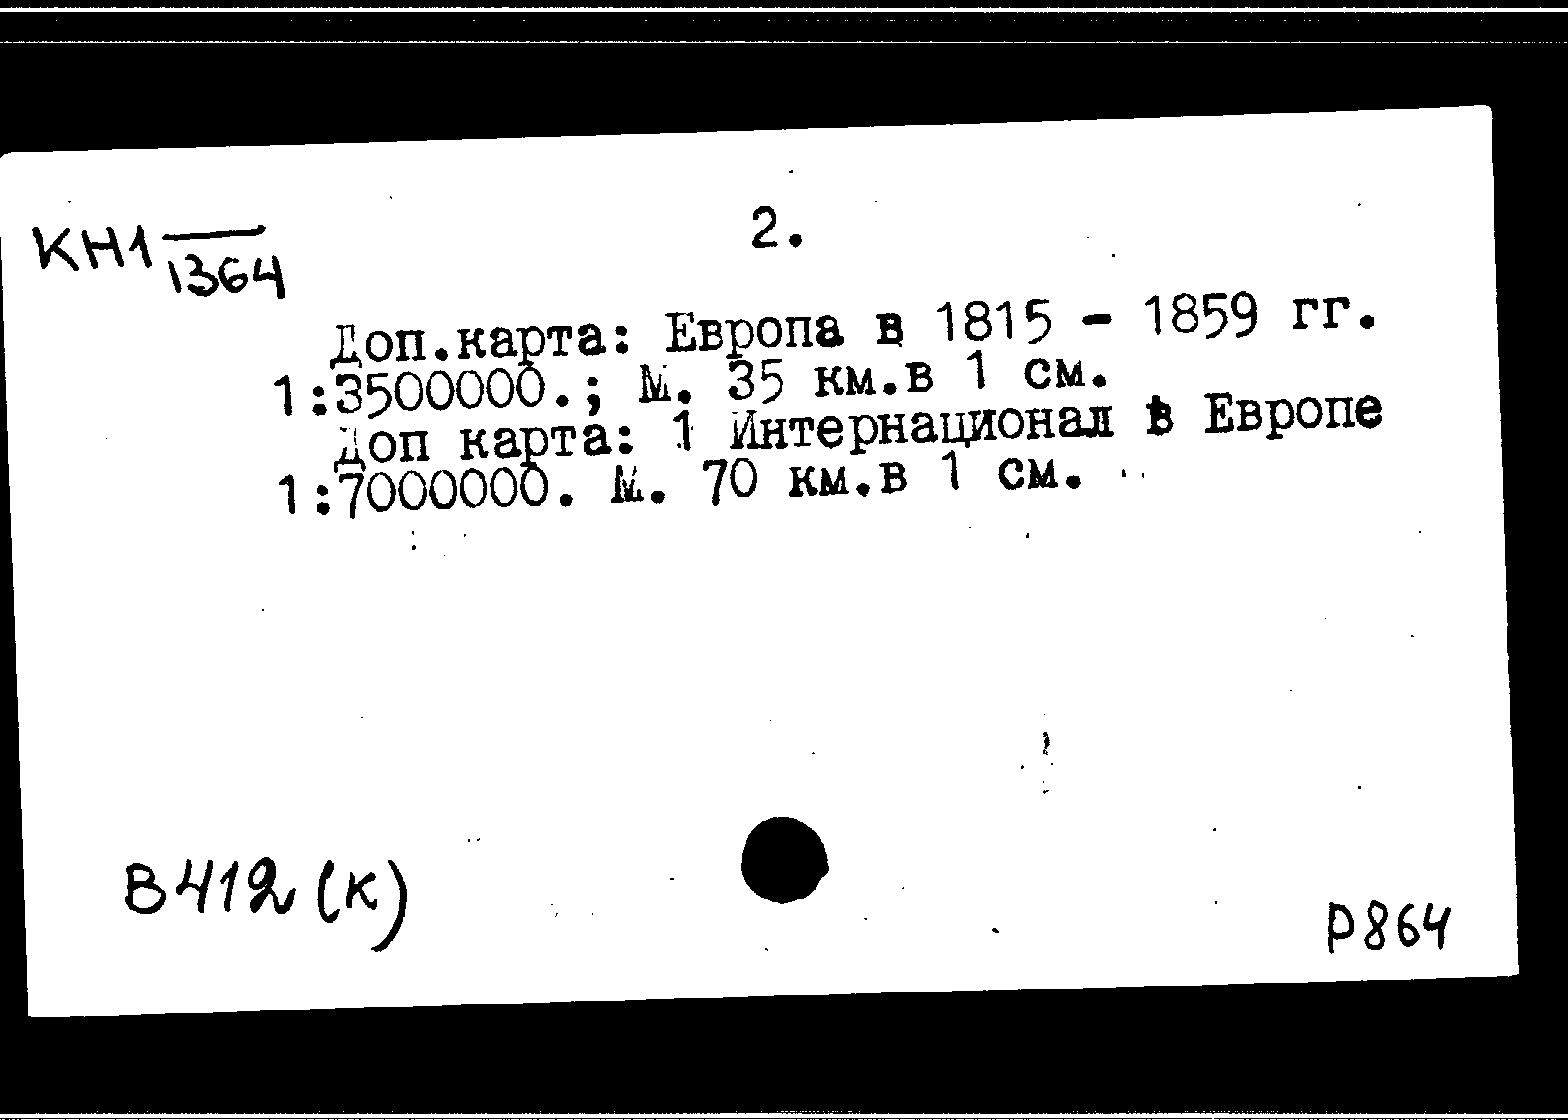 КН1
1364
2.
Доп.карта: Европа в 1815 - 1859 гг.
1:3500000.; М. 35 км.в 1 см.
Доп карта: 1 Интернационал в Европе
1:7000000. М. 70 км.в 1 см.
В412(к)
Р864